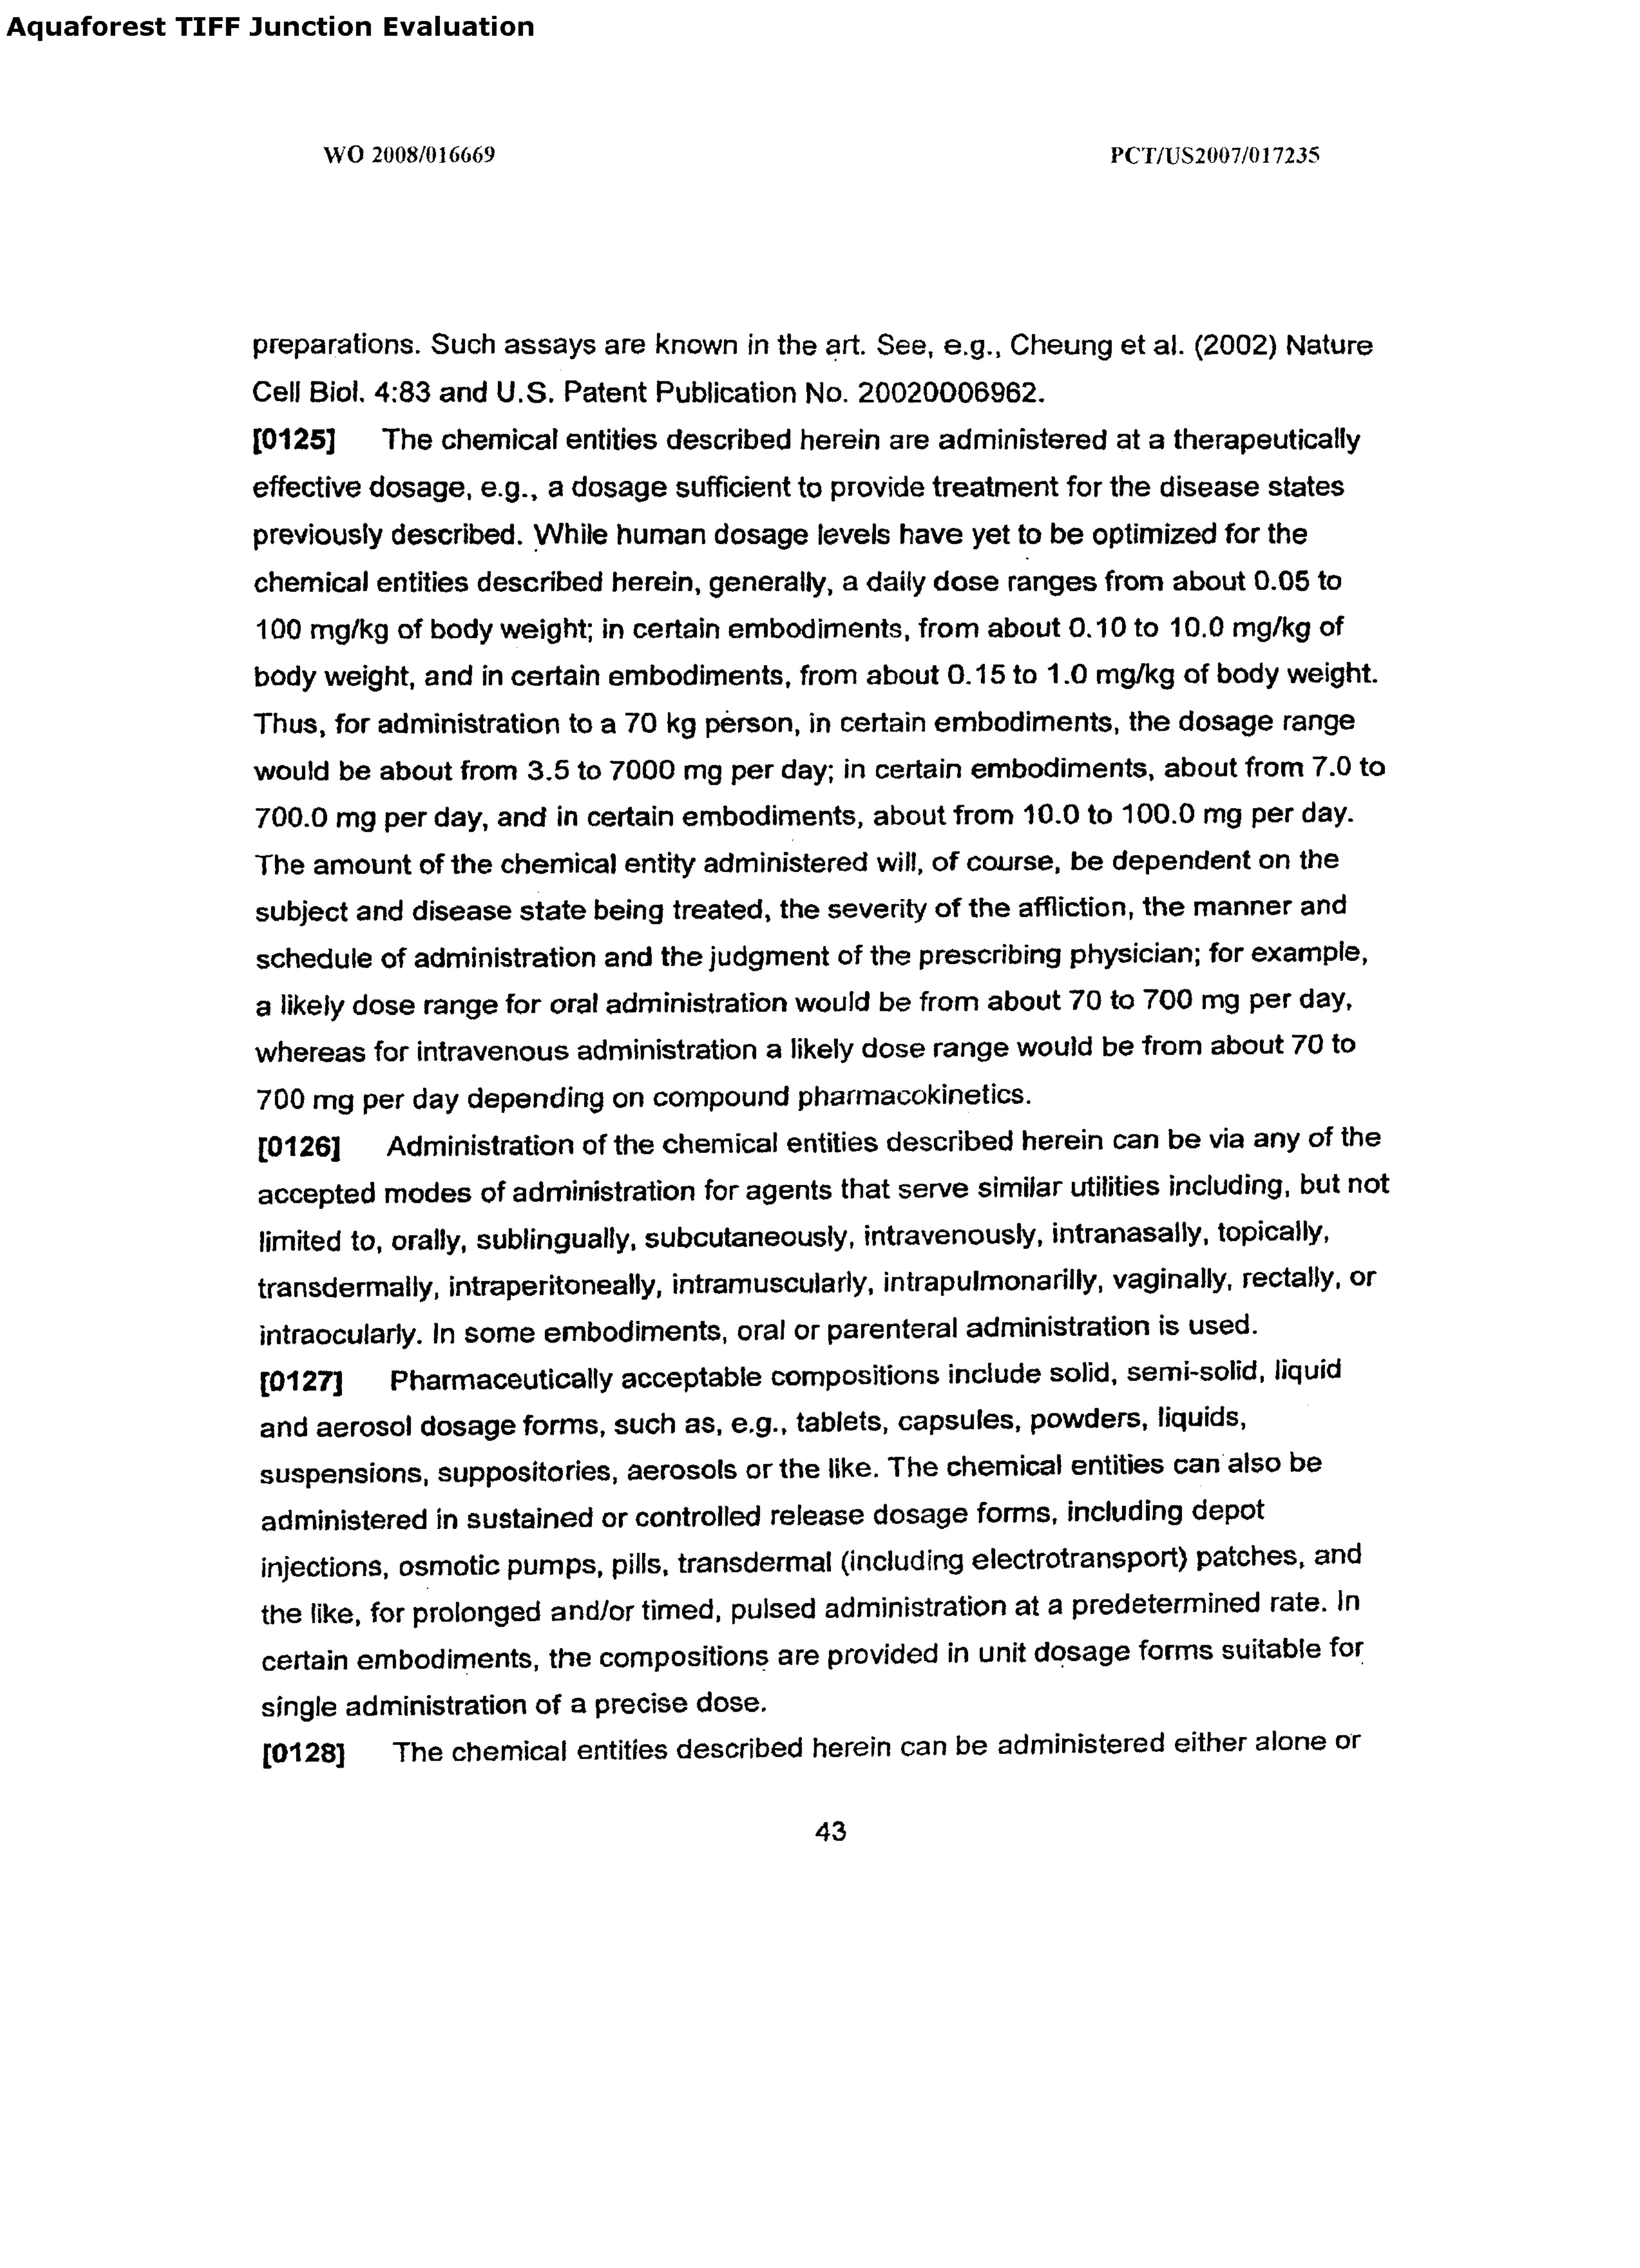 Aquaforest TIFF Junction Evaluation
WO 2008/016669 PCT/US2007/017235
preparations. Such assays are known in the art. See, e.g., Cheung et al. (2002) Nature
Cell Biol. 4:83 and U.S. Patent Publication No. 20020006962.
[0125] The chemical entities described herein are administered at a therapeutically
effective dosage, e.g., a dosage sufficient to provide treatment for the disease states
previously described. While human dosage levels have yet to be optimized for the
chemical entities described herein, generally, a daily dose ranges from about 0.05 to
100 mg/kg of body weight; in certain embodiments, from about 0.10 to 10.0 mg/kg of
body weight, and in certain embodiments, from about 0.15 to 1.0 mg/kg of body weight.
Thus, for administration to a 70 kg person, in certain embodiments, the dosage range
would be about from 3.5 to 7000 mg per day; in certain embodiments, about from 7.0 to
700.0 mg per day, and in certain embodiments, about from 10.0 to 100.0 mg per day.
The amount of the chemical entity administered will, of course, be dependent on the
subject and disease state being treated, the severity of the affliction, the manner and
schedule of administration and the judgment of the prescribing physician; for example,
a likely dose range for oral administration would be from about 70 to 700 mg per day,
whereas for intravenous administration a likely dose range would be from about 70 to
700 mg per day depending on compound pharmacokinetics.
[0126] Administration of the chemical entities described herein can be via any of the
accepted modes of administration for agents that serve similar utilities including, but not
limited to, orally, sublingually, subcutaneously, intravenously, intranasally, topically,
transdermally, intraperitoneally, intramuscularly, intrapulmonarilly, vaginally, rectally, or
intraocularly. In some embodiments, oral or parenteral administration is used.
[0127] Pharmaceutically acceptable compositions include solid, semi-solid, liquid
and aerosol dosage forms, such as, e.g., tablets, capsules, powders, liquids,
suspensions, suppositories, aerosols or the like. The chemical entities can also be
administered in sustained or controlled release dosage forms, including depot
injections, osmotic pumps, pills, transdermal (including electrotransport) patches, and
the like, for prolonged and/or timed, pulsed administration at a predetermined rate. In
certain embodiments, the compositions are provided in unit dosage forms suitable for
single administration of a precise dose.
[0128] The chemical entities described herein can be administered either alone or
43